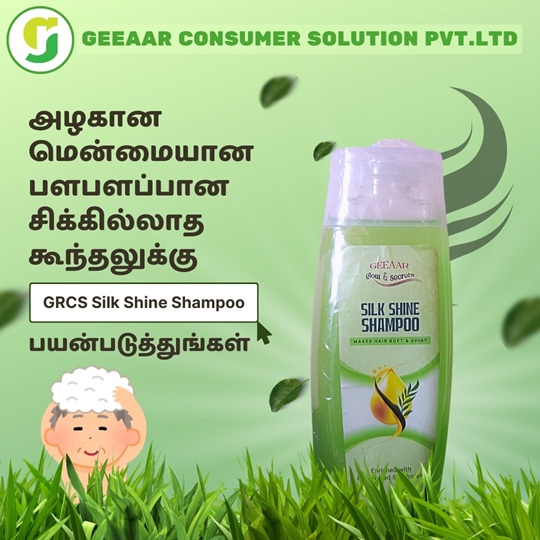 GEEAAR CONSUMER SOLUTION PVT.LTD
அழகான
மென்மையான
பளபளப்பான
சிக்கில்லாத
கூந்தலுக்கு
GRCS Silk Shine Shampoo
பயன்படுத்துங்கள்
GEEAAR
glow & secrets
SILK SHINE
SHAMPOO
MAKES HAIR SOFT & SHINY
Enriched with